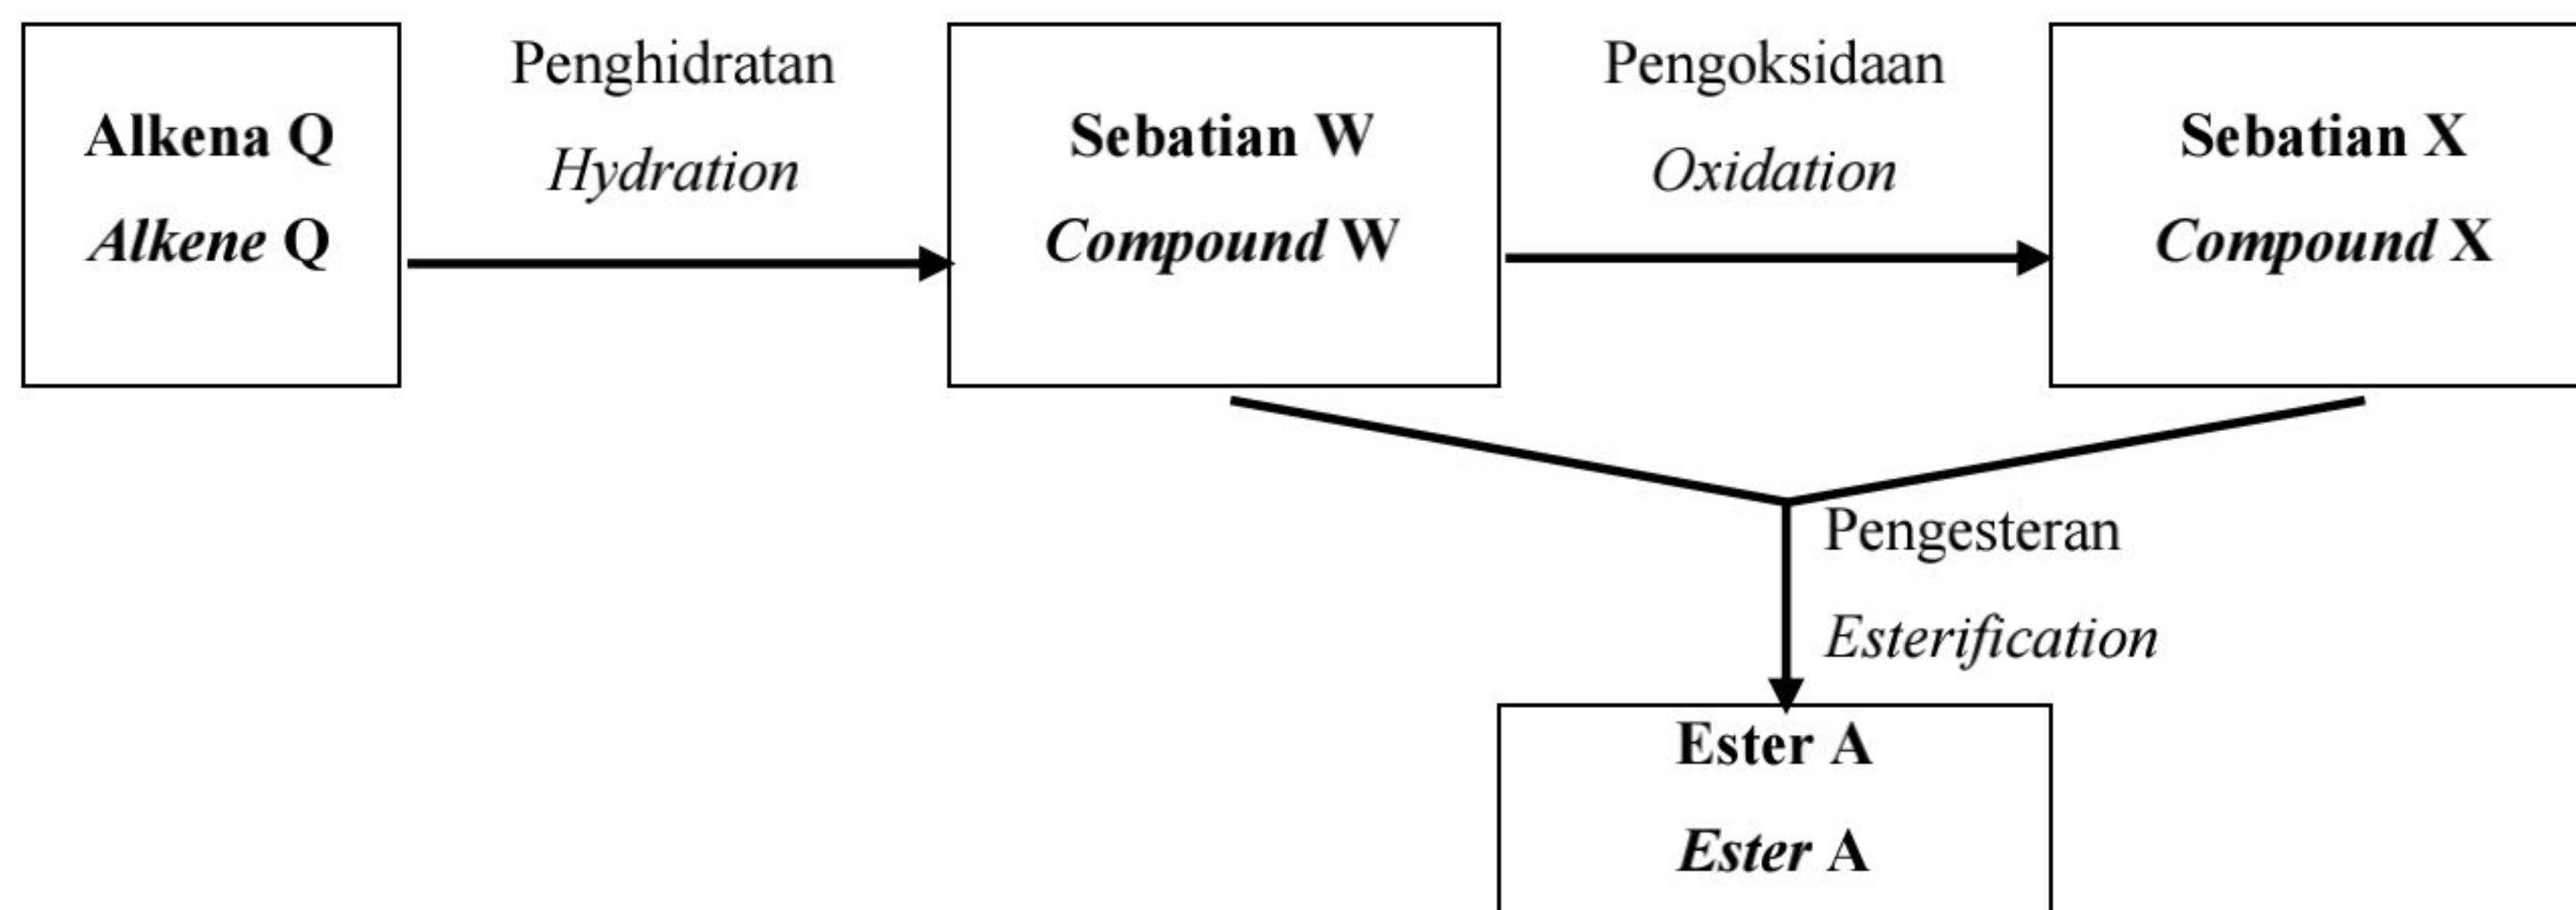 Alkena Q
Alkene Q
Penghidratan
Hydration
Sebatian W
Compound W
Pengoksidaan
Oxidation
Sebatian X
Compound X
Pengesteran
Esterification
Ester A
Ester A